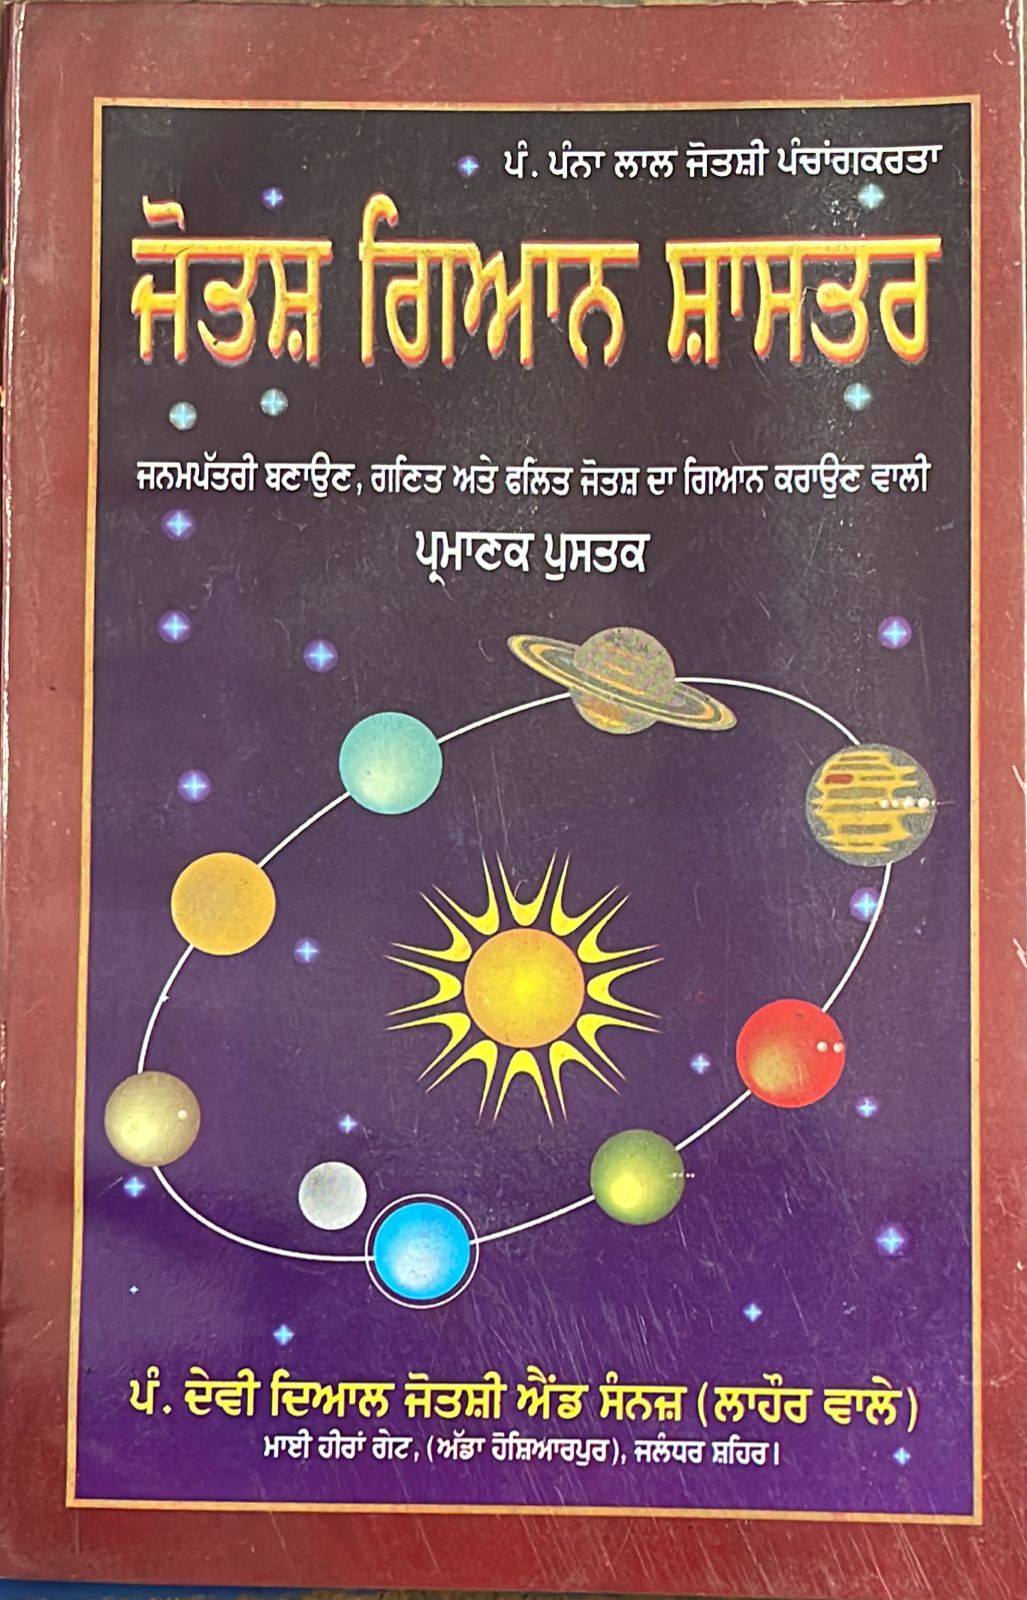 ਪੰ. ਪੰਨਾ ਲਾਲ ਜੋਤਸ਼ੀ ਪੰਚਾਂਗਕਰਤਾ
ਜੋਤਸ਼ ਗਿਆਨ ਸ਼ਾਸਤਰ
ਜਨਮਪੱਤਰੀ ਬਣਾਉਣ, ਗਣਿਤ ਅਤੇ ਫਲਿਤ ਜੋਤਸ਼ ਦਾ ਗਿਆਨ ਕਰਾਉਣ ਵਾਲੀ
ਪ੍ਰਮਾਣਕ ਪੁਸਤਕ
ਪੰ. ਦੇਵੀ ਦਿਆਲ ਜੋਤਸ਼ੀ ਐਂਡ ਸੰਨਜ਼ (ਲਾਹੌਰ ਵਾਲੇ)
ਮਾਈ ਹੀਰਾਂ ਗੇਟ, (ਅੱਡਾ ਹੋਸ਼ਿਆਰਪੁਰ), ਜਲੰਧਰ ਸ਼ਹਿਰ।